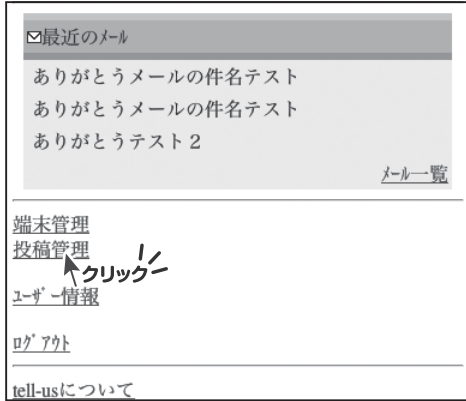 ✉最近のﾒｰﾙ
ありがとうメールの件名テスト
ありがとうメールの件名テスト
ありがとうテスト２
ﾒｰﾙ一覧
端末管理
投稿管理
クリック
ﾕｰｻﾞｰ情報
ﾛｸﾞｱｳﾄ
tell-usについて